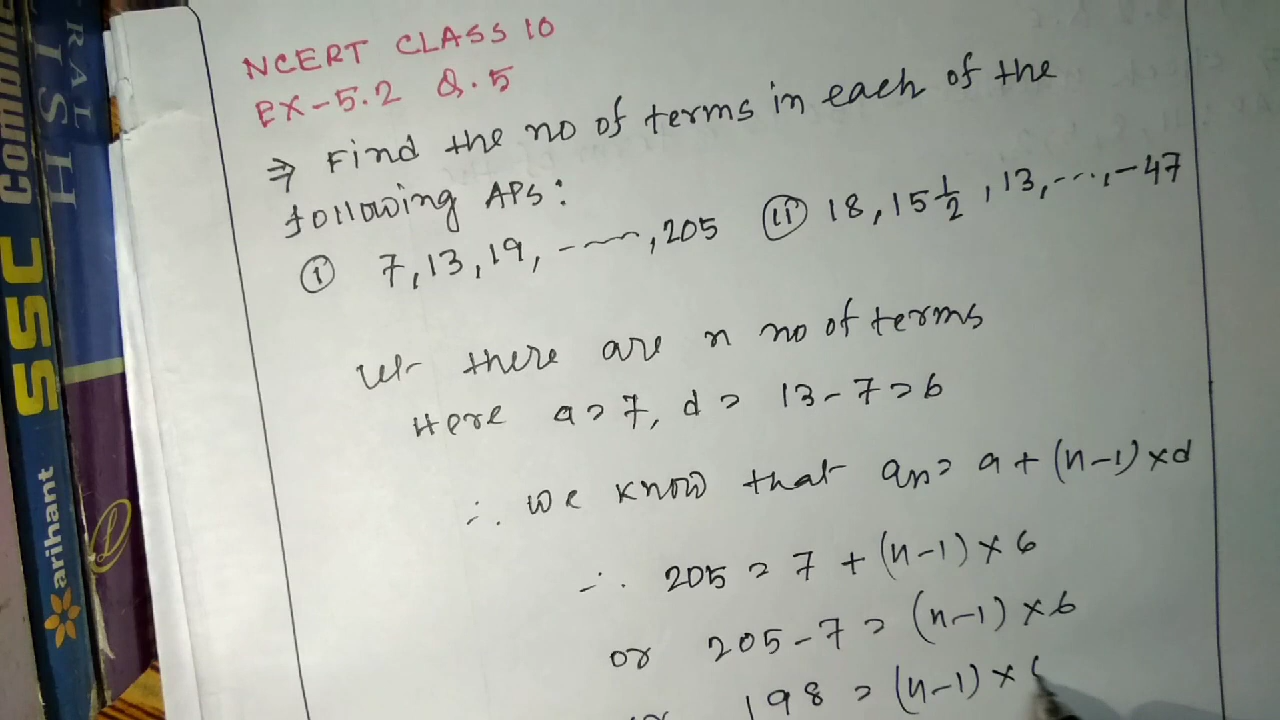 NCERT CLASS 10
EX-5.2 Q.5
⇒ Find the no of terms in each of the
following APs:
(i) 7, 13, 19, -----, 205 (ii) 18, 15 1/2, 13, ---, -47
Let there are n no of terms
Here a = 7, d = 13 - 7 = 6
∴ we know that an = a + (n-1) × d
∴ 205 = 7 + (n-1) × 6
or 205 - 7 = (n-1) × 6
198 = (n-1) ×
SSC
arihant